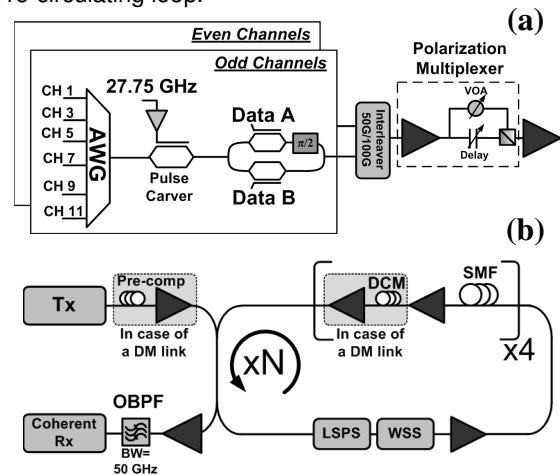 re-circulating loop.
(a)
Even Channels
Odd Channels
CH 1
CH 3
CH 5
CH 7
CH 9
CH 11
AWG
27.75 GHz
Pulse
Carver
Data A
π/2
Data B
Interleaver
50G/100G
Polarization
Multiplexer
VOA
Delay
(b)
Tx
Pre-comp
In case of
a DM link
DCM
In case of
a DM link
SMF
x4
xN
Coherent
Rx
OBPF
BW=
50 GHz
LSPS
WSS